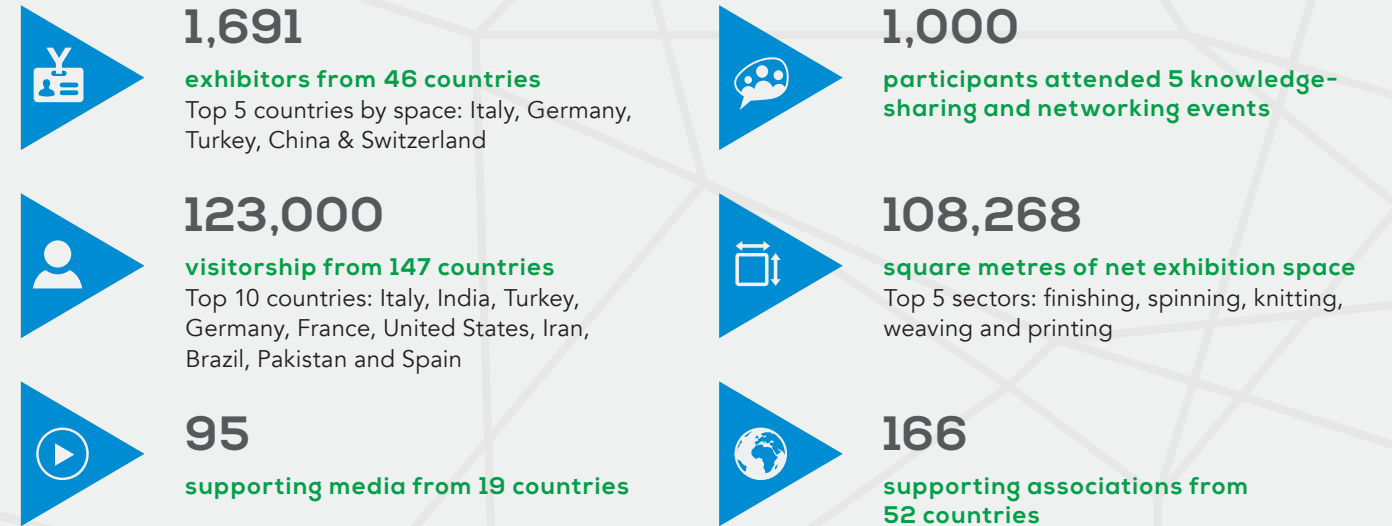 1,691
exhibitors from 46 countries
Top 5 countries by space: Italy, Germany,
Turkey, China & Switzerland
123,000
visitorship from 147 countries
Top 10 countries: Italy, India, Turkey,
Germany, France, United States, Iran,
Brazil, Pakistan and Spain
95
supporting media from 19 countries
1,000
participants attended 5 knowledge-
sharing and networking events
108,268
square metres of net exhibition space
Top 5 sectors: finishing, spinning, knitting,
weaving and printing
166
supporting associations from
52 countries